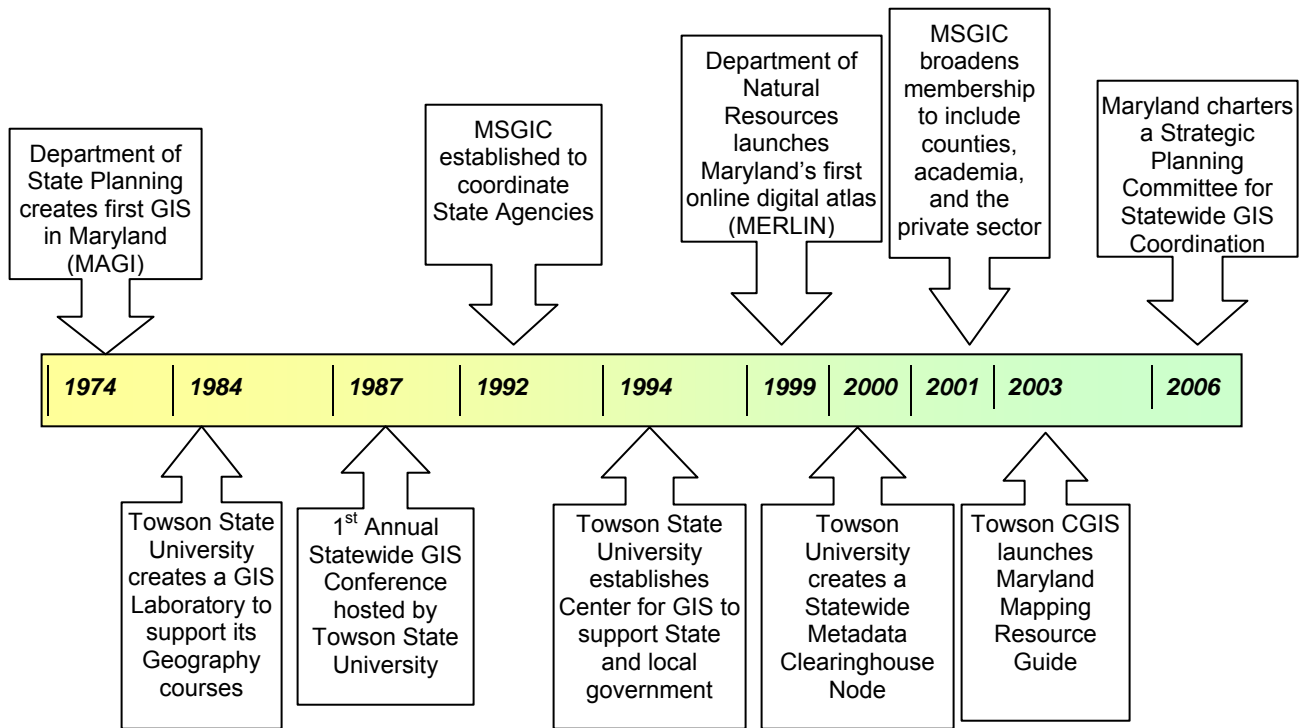 Department of
State Planning
creates first GIS
in Maryland
(MAGI)
MSGIC
established to
coordinate
State Agencies
Department of
Natural
Resources
launches
Maryland’s first
online digital atlas
(MERLIN)
MSGIC
broadens
membership
to include
counties,
academia,
and the
private sector
Maryland charters
a Strategic
Planning
Committee for
Statewide GIS
Coordination
1974 1984 1987 1992 1994 1999 2000 2001 2003 2006
Towson State
University
creates a GIS
Laboratory to
support its
Geography
courses
1st Annual
Statewide GIS
Conference
hosted by
Towson State
University
Towson State
University
establishes
Center for GIS to
support State
and local
government
Towson
University
creates a
Statewide
Metadata
Clearinghouse
Node
Towson CGIS
launches
Maryland
Mapping
Resource
Guide